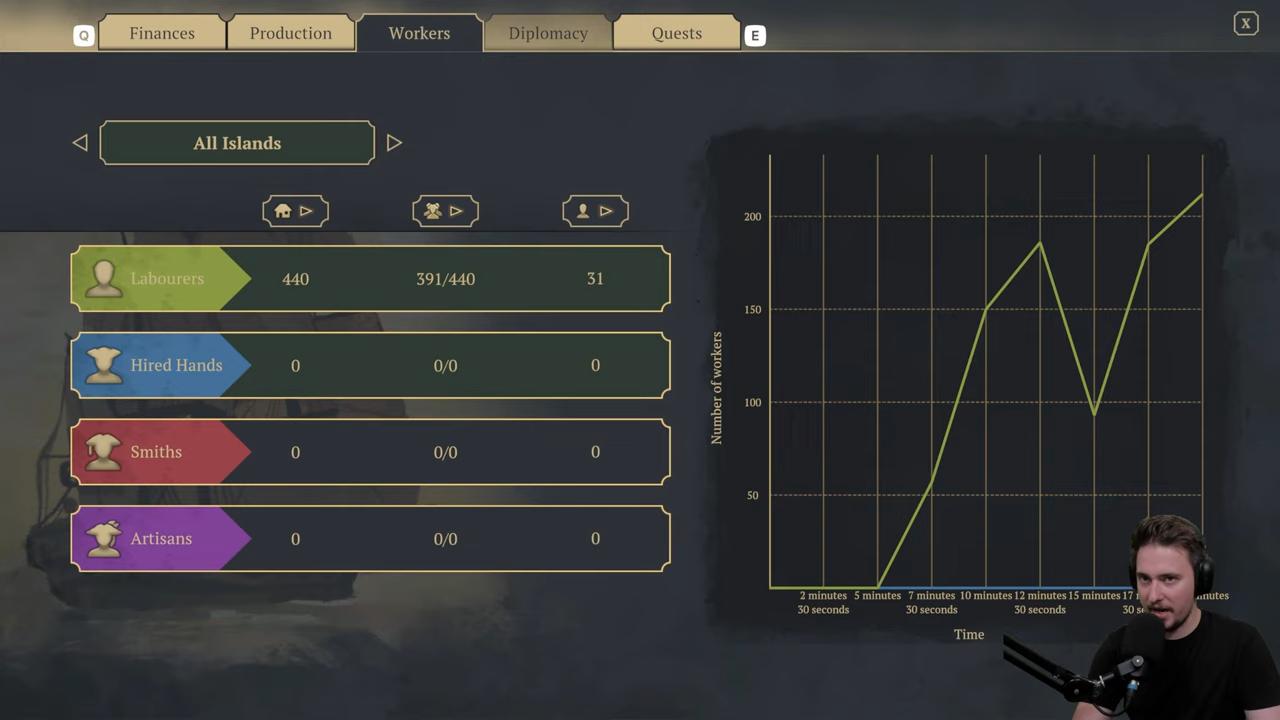 Q Finances Production Workers Diplomacy Quests E X
All Islands
Labourers 440 391/440 31
Hired Hands 0 0/0 0
Smiths 0 0/0 0
Artisans 0 0/0 0
200
150
100
50
Number of workers
2 minutes 30 seconds
5 minutes
7 minutes 30 seconds
10 minutes
12 minutes 30 seconds
15 minutes
17
Time